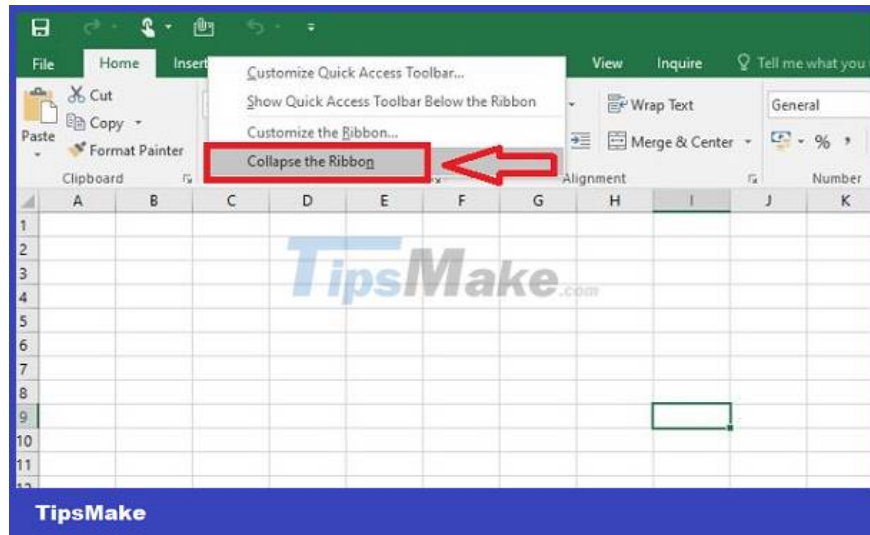 File Home Insert View Inquire Tell me what you
Customize Quick Access Toolbar...
Show Quick Access Toolbar Below the Ribbon
Customize the Ribbon...
Collapse the Ribbon
Paste
Cut
Copy
Format Painter
Clipboard
Wrap Text
Merge & Center
Alignment
General
% ,
Number
A B C D E F G H I J K
1
2
3
4
5
6
7
8
9
10
11
TipsMake.com
TipsMake